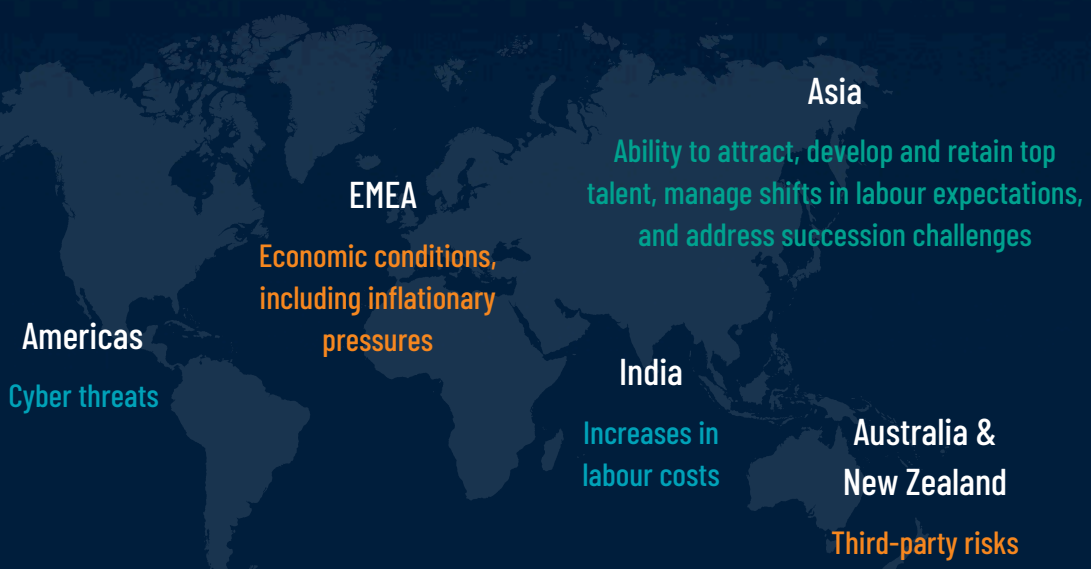 Asia
Ability to attract, develop and retain top
talent, manage shifts in labour expectations,
and address succession challenges
EMEA
Economic conditions,
including inflationary
pressures
Americas
Cyber threats
India
Increases in
labour costs
Australia &
New Zealand
Third-party risks